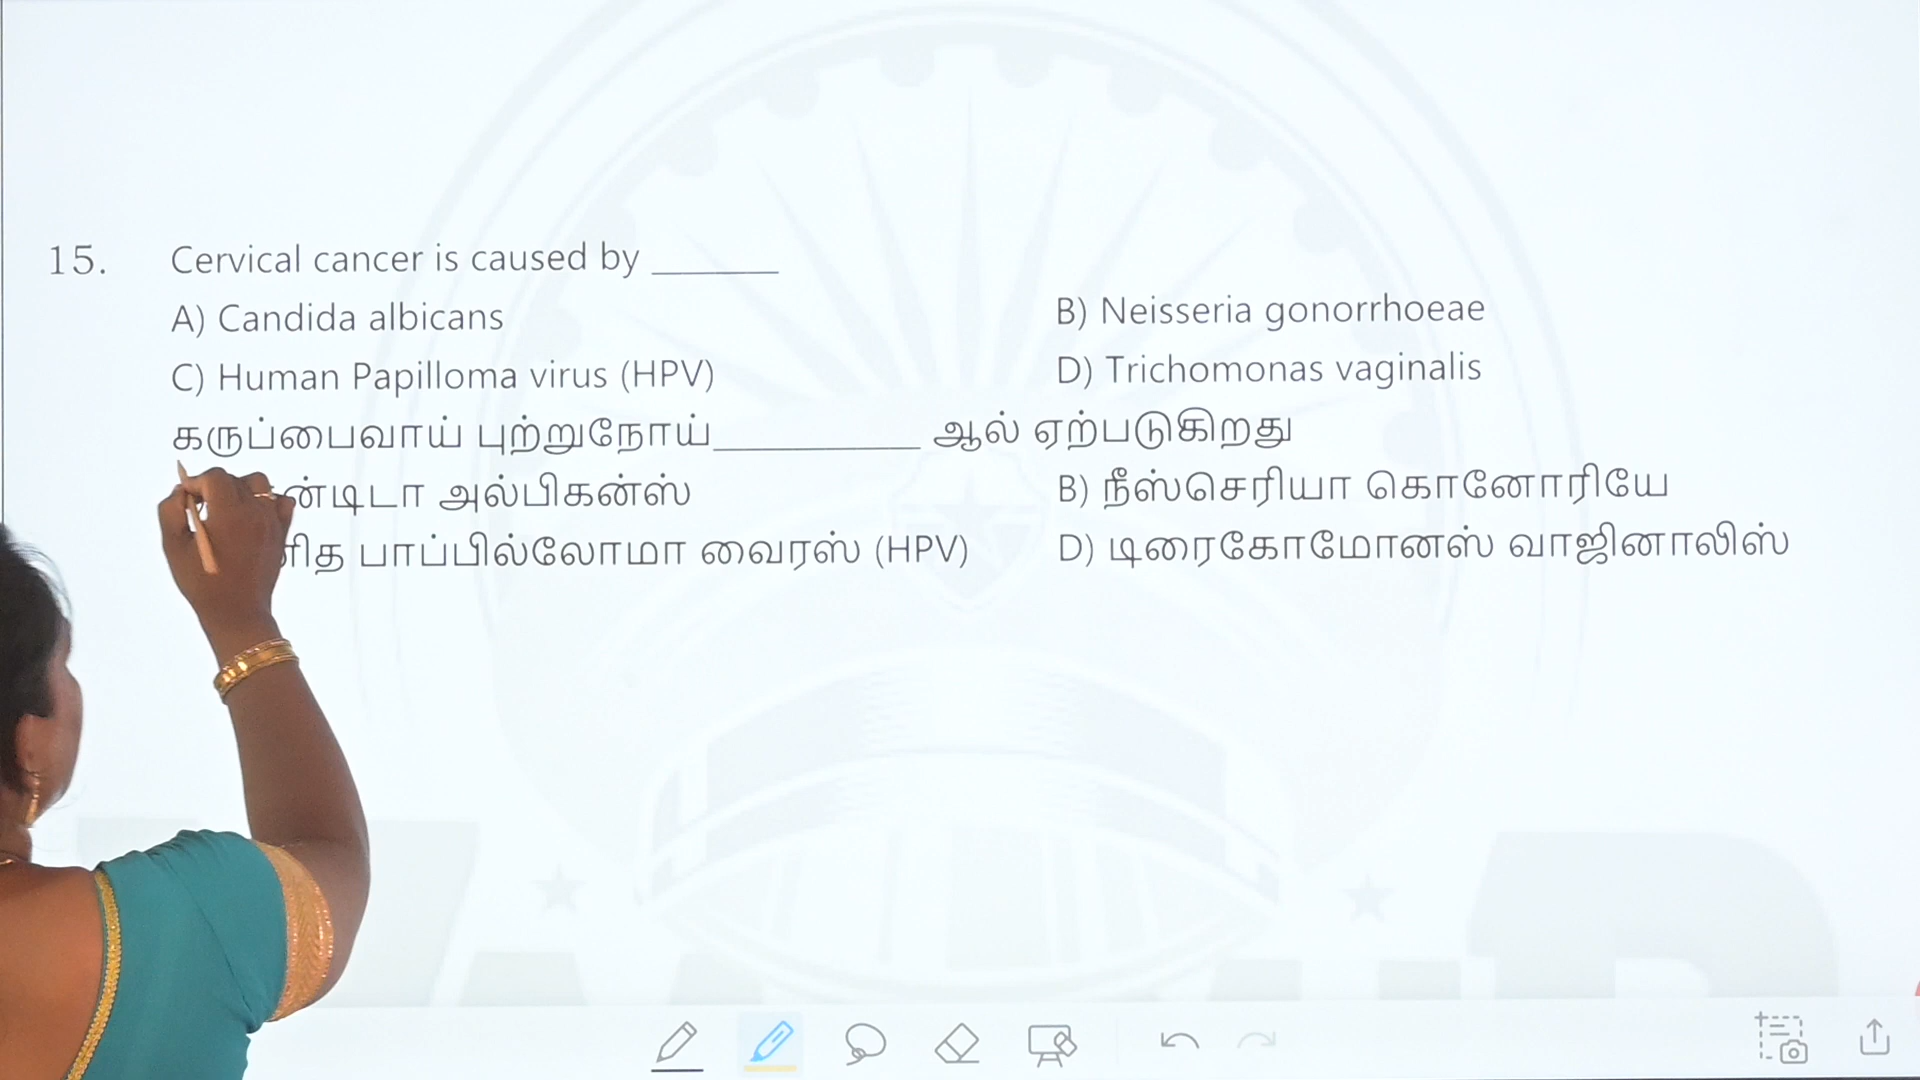 15. Cervical cancer is caused by _______
A) Candida albicans B) Neisseria gonorrhoeae
C) Human Papilloma virus (HPV) D) Trichomonas vaginalis
கருப்பைவாய் புற்றுநோய்__________ ஆல் ஏற்படுகிறது
அல்பிகன்ஸ் B) நீஸ்செரியா கொனோரியே
பாப்பில்லோமா வைரஸ் (HPV) D) டிரைகோமோனஸ் வாஜினாலிஸ்